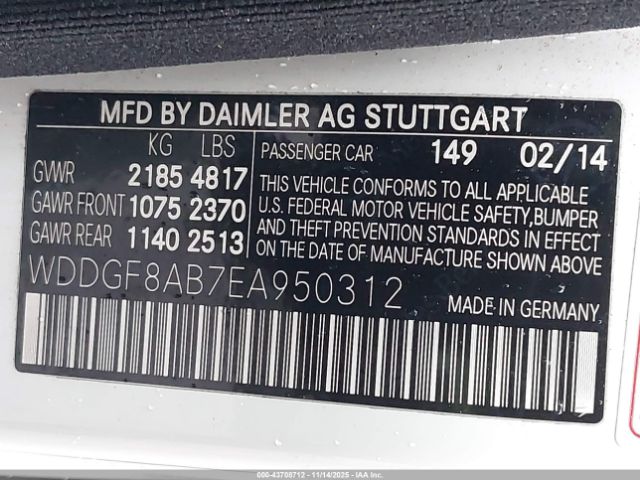 MFD BY DAIMLER AG STUTTGART
KG LBS
GVWR 2185 4817
GAWR FRONT 1075 2370
GAWR REAR 1140 2513
PASSENGER CAR 149 02/14
THIS VEHICLE CONFORMS TO ALL APPLICABLE
U.S. FEDERAL MOTOR VEHICLE SAFETY, BUMPER
AND THEFT PREVENTION STANDARDS IN EFFECT
ON THE DATE OF MANUFACTURE SHOWN ABOVE.
WDDGF8AB7EA950312
MADE IN GERMANY
000-43708712 - 11/14/2025 - IAAI.COM